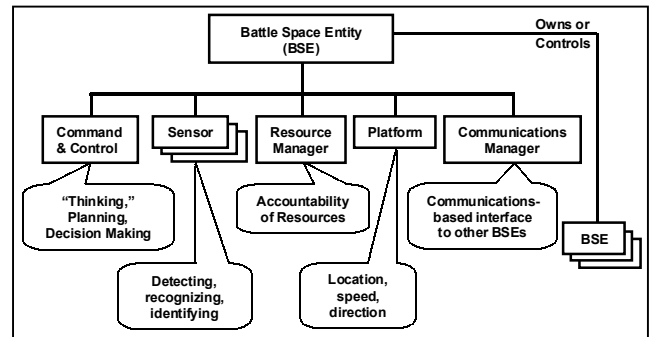 Battle Space Entity
(BSE)
Owns or
Controls
Command
& Control
Sensor
Resource
Manager
Platform
Communications
Manager
“Thinking,”
Planning,
Decision Making
Accountability
of Resources
Communications-
based interface
to other BSEs
BSE
Detecting,
recognizing,
identifying
Location,
speed,
direction